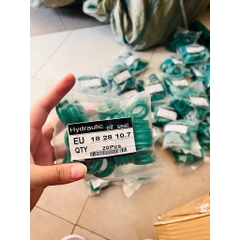 Hydraulic oil seal
EU 18 28 10.7
QTY 20Pcs